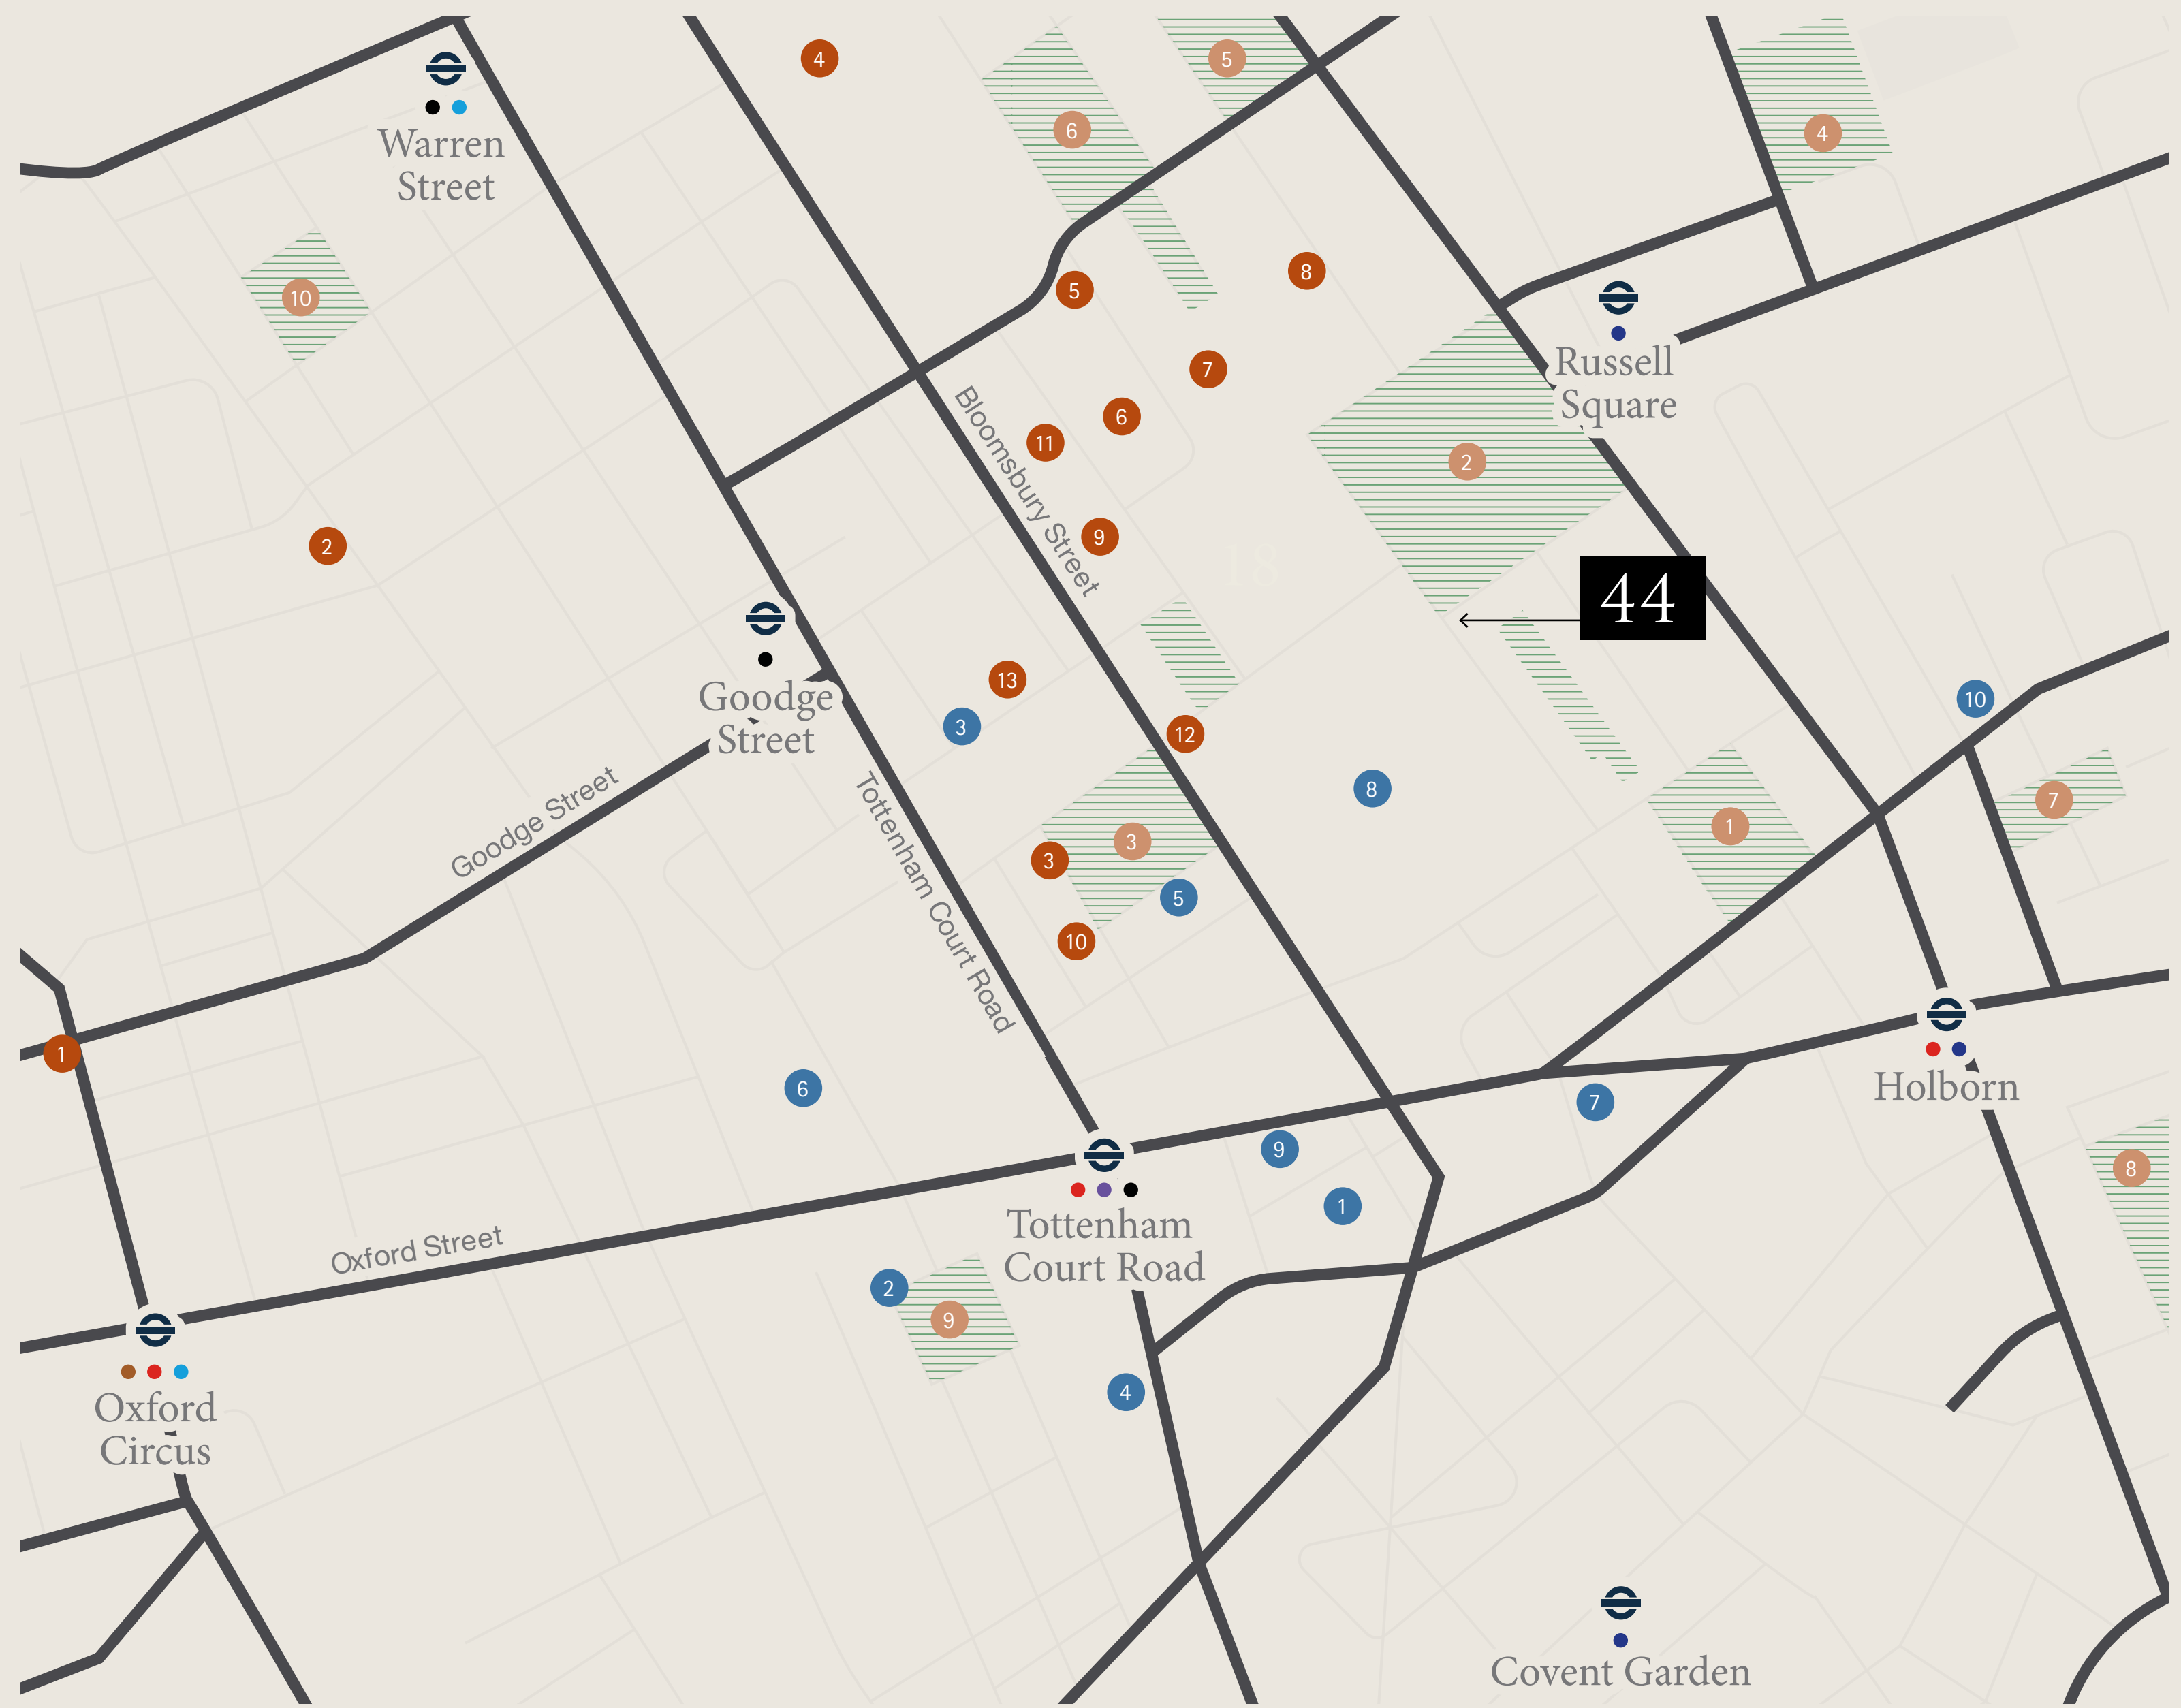 4
5
6
4
Warren
Street
10
5
8
Russell
Square
7
6
11
2
Bloomsbury Street
2
9
18
44
Goodge
Street
13
3
12
10
8
7
1
Goodge Street
Tottenham Court Road
3
3
5
10
1
6
Holborn
7
9
8
1
Tottenham
Court Road
Oxford Street
2
9
4
Oxford
Circus
Covent Garden